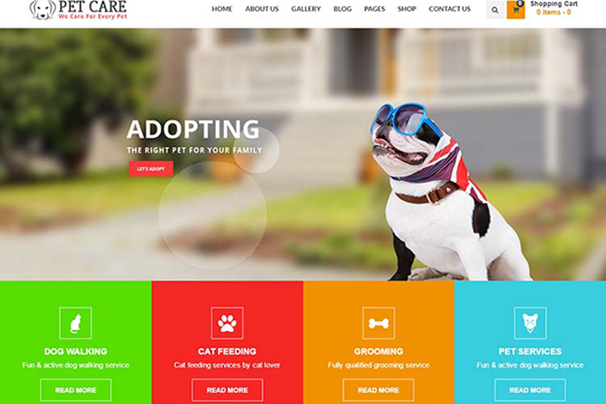 PET CARE
We Care For Every Pet
HOME ABOUT US GALLERY BLOG PAGES SHOP CONTACT US
0
Shopping Cart
0 items - 0
ADOPTING
THE RIGHT PET FOR YOUR FAMILY
LET'S ADOPT
DOG WALKING
Fun & active dog walking service
READ MORE
CAT FEEDING
Cat feeding services by cat lover
READ MORE
GROOMING
Fully qualified grooming service
READ MORE
PET SERVICES
Fun & active dog walking service
READ MORE